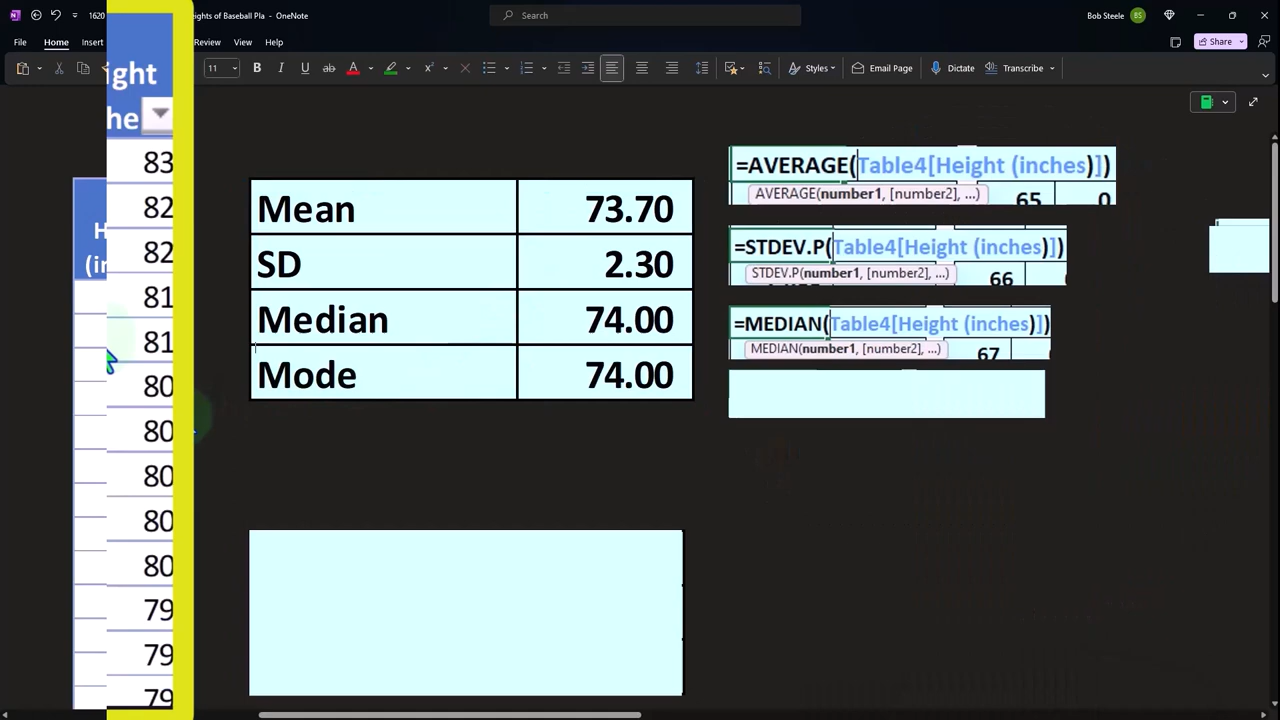 1620
ights of Baseball Pla - OneNote
Search
Bob Steele
BS
File
Home
Insert
Review
View
Help
Share
11
Styles
Email Page
Dictate
Transcribe
ight
he
83
82
82
81
81
80
80
80
80
80
79
79
79
H
(in
Mean 73.70
SD 2.30
Median 74.00
Mode 74.00
=AVERAGE(Table4[Height (inches)])
AVERAGE(number1, [number2], ...)
65 0
=STDEV.P(Table4[Height (inches)])
STDEV.P(number1, [number2], ...)
66
=MEDIAN(Table4[Height (inches)])
MEDIAN(number1, [number2], ...)
67